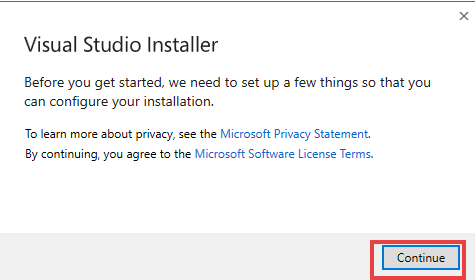 Visual Studio Installer
Before you get started, we need to set up a few things so that you
can configure your installation.
To learn more about privacy, see the Microsoft Privacy Statement.
By continuing, you agree to the Microsoft Software License Terms.
Continue